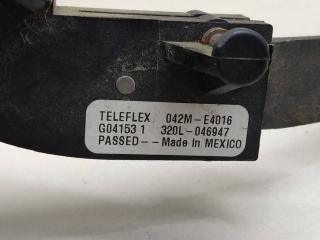 TELEFLEX 042M-E4016
G04153 1 320L-046947
PASSED-- Made In MEXICO